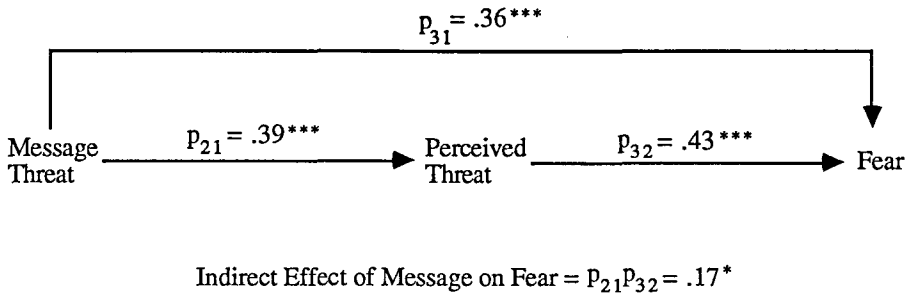 p31 = .36***
p21 = .39***
p32 = .43***
Message
Threat
Perceived
Threat
Fear
Indirect Effect of Message on Fear = p21p32 = .17*